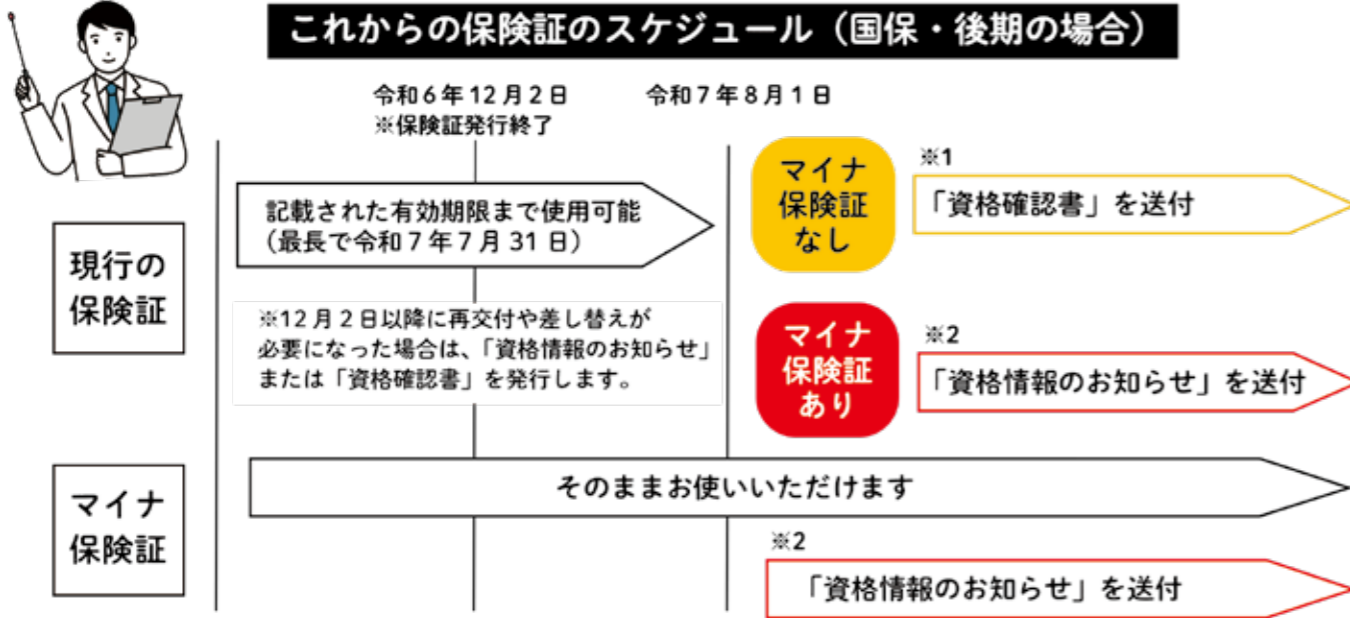 これからの保険証のスケジュール（国保・後期の場合）
令和6年12月2日
※保険証発行終了
令和7年8月1日
現行の
保険証
記載された有効期限まで使用可能
（最長で令和7年7月31日）
※12月2日以降に再交付や差し替えが
必要になった場合は、「資格情報のお知らせ」
または「資格確認書」を発行します。
マイナ
保険証
なし
※1
「資格確認書」を送付
マイナ
保険証
あり
※2
「資格情報のお知らせ」を送付
マイナ
保険証
そのままお使いいただけます
※2
「資格情報のお知らせ」を送付